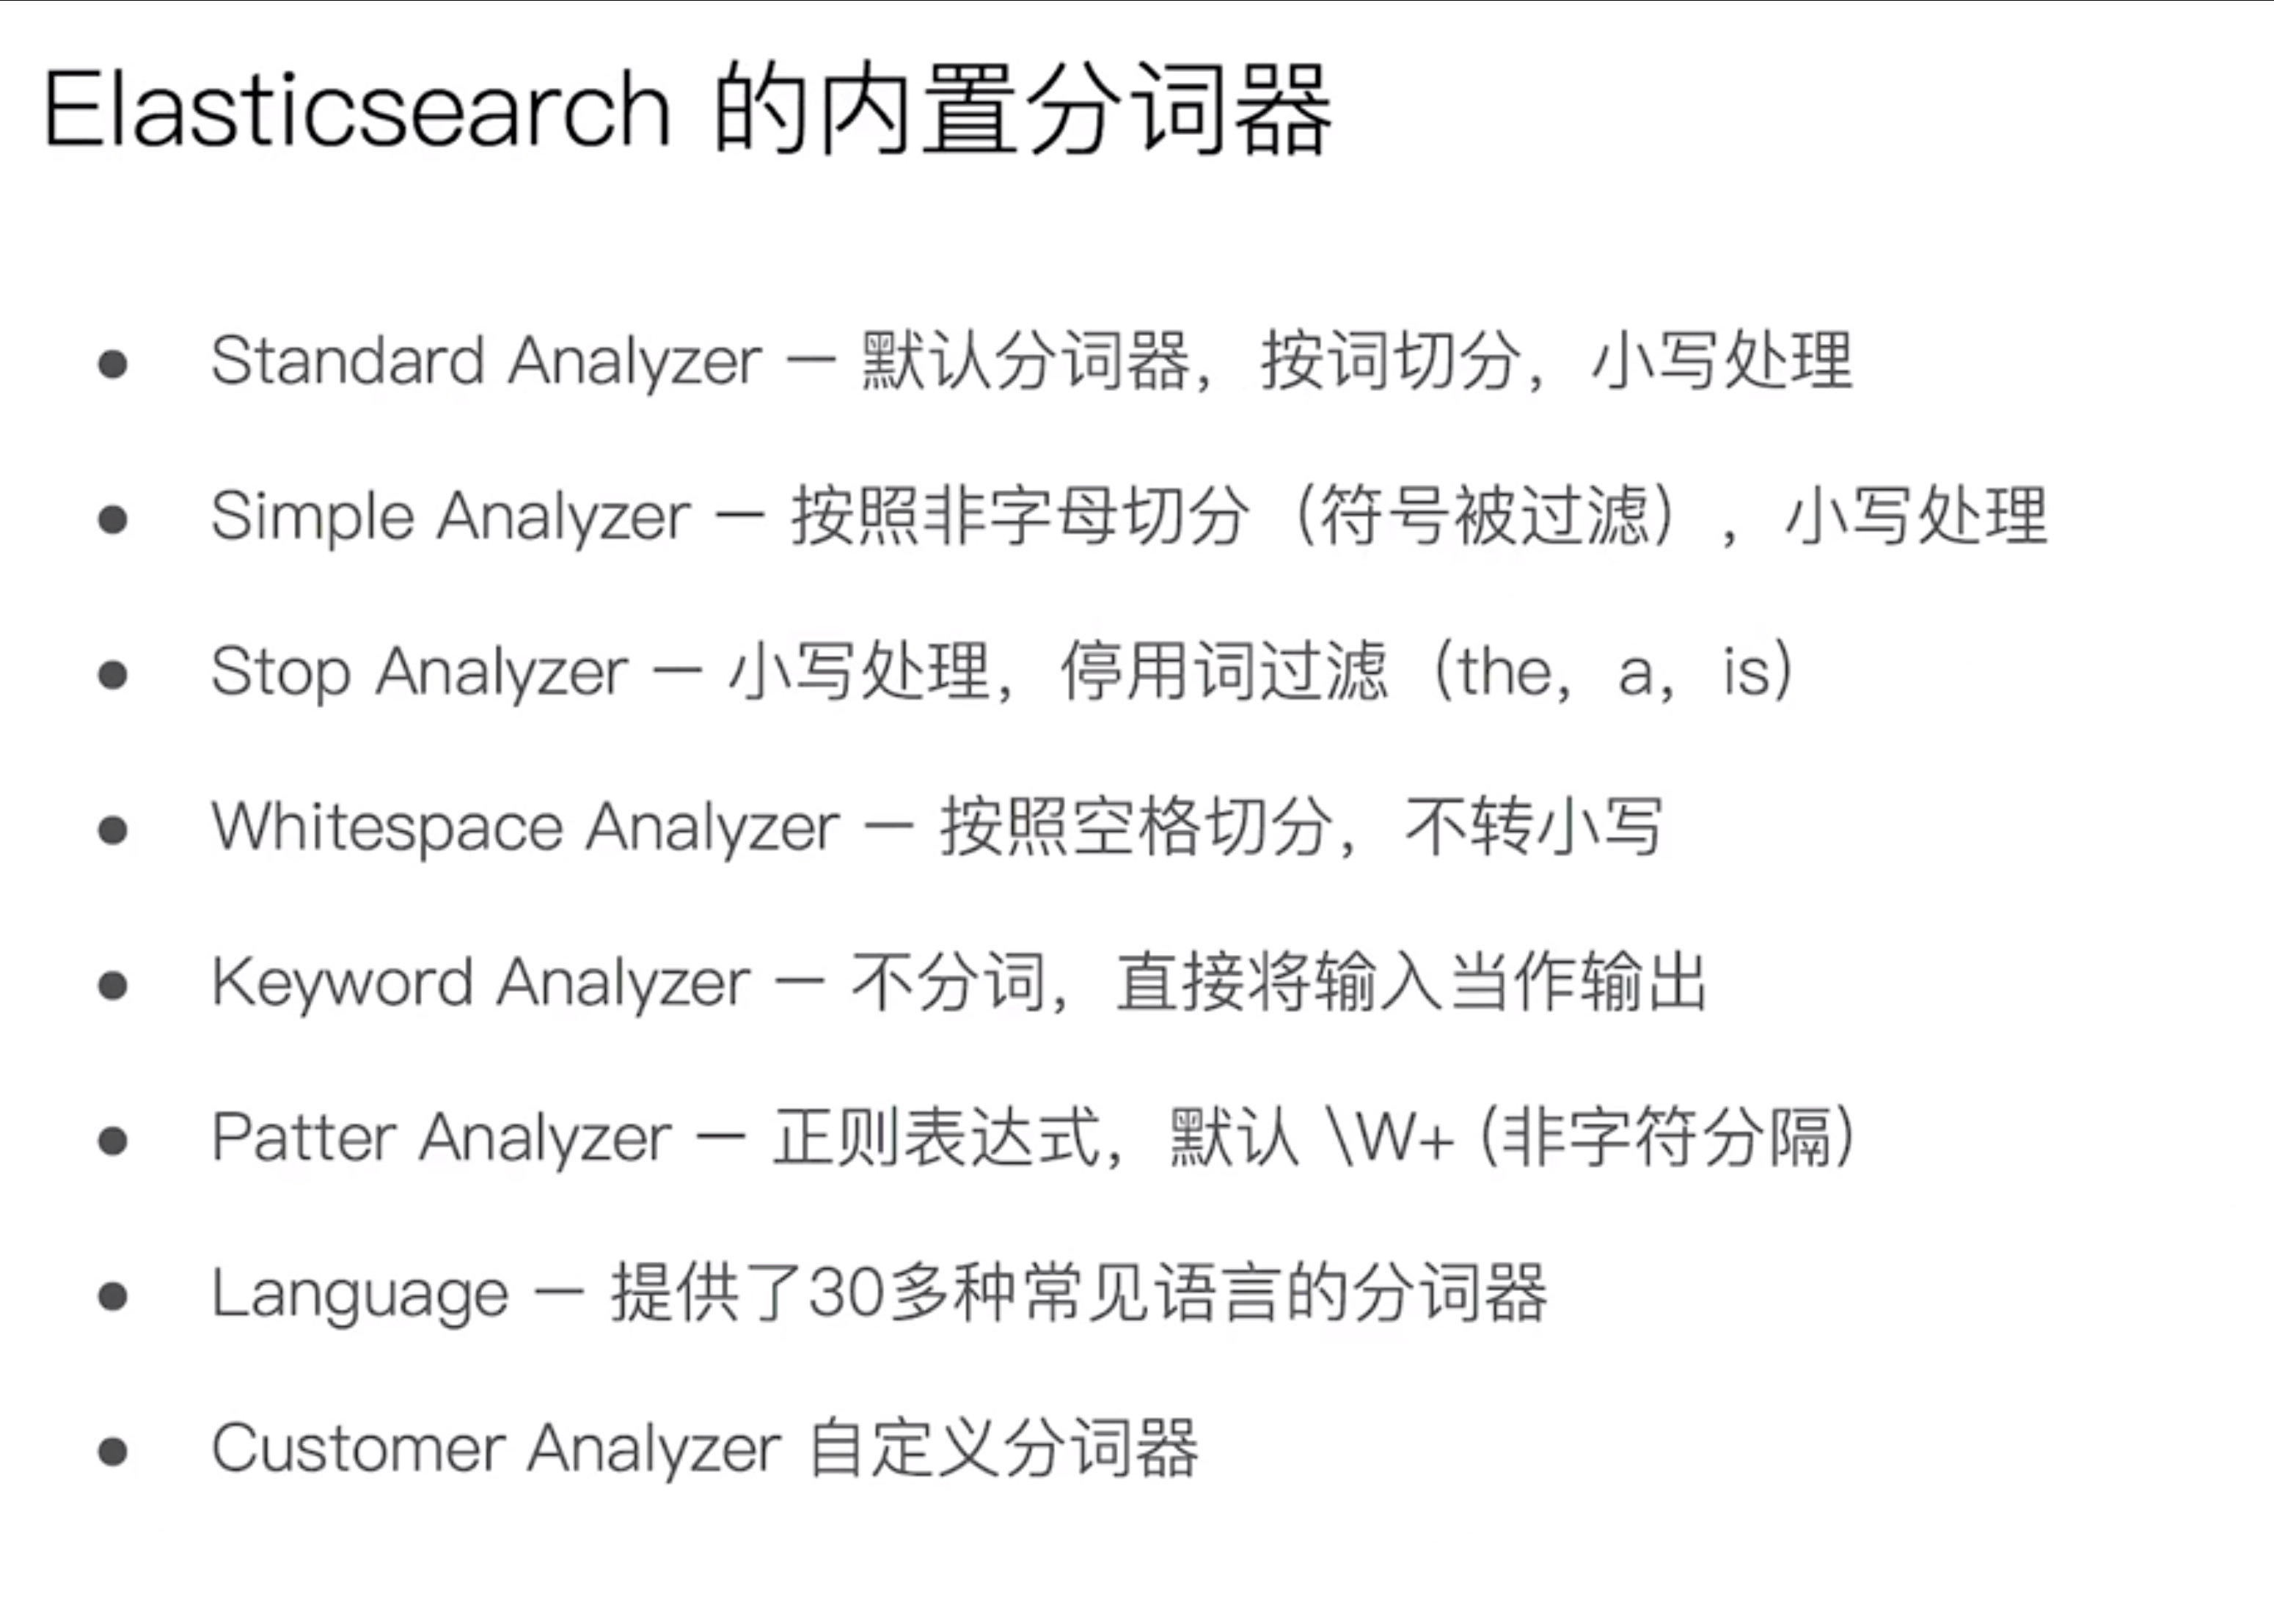 Elasticsearch 的内置分词器
● Standard Analyzer — 默认分词器，按词切分，小写处理
● Simple Analyzer — 按照非字母切分（符号被过滤），小写处理
● Stop Analyzer — 小写处理，停用词过滤（the，a，is）
● Whitespace Analyzer — 按照空格切分，不转小写
● Keyword Analyzer — 不分词，直接将输入当作输出
● Patter Analyzer — 正则表达式，默认 \W+ (非字符分隔)
● Language — 提供了30多种常见语言的分词器
● Customer Analyzer 自定义分词器